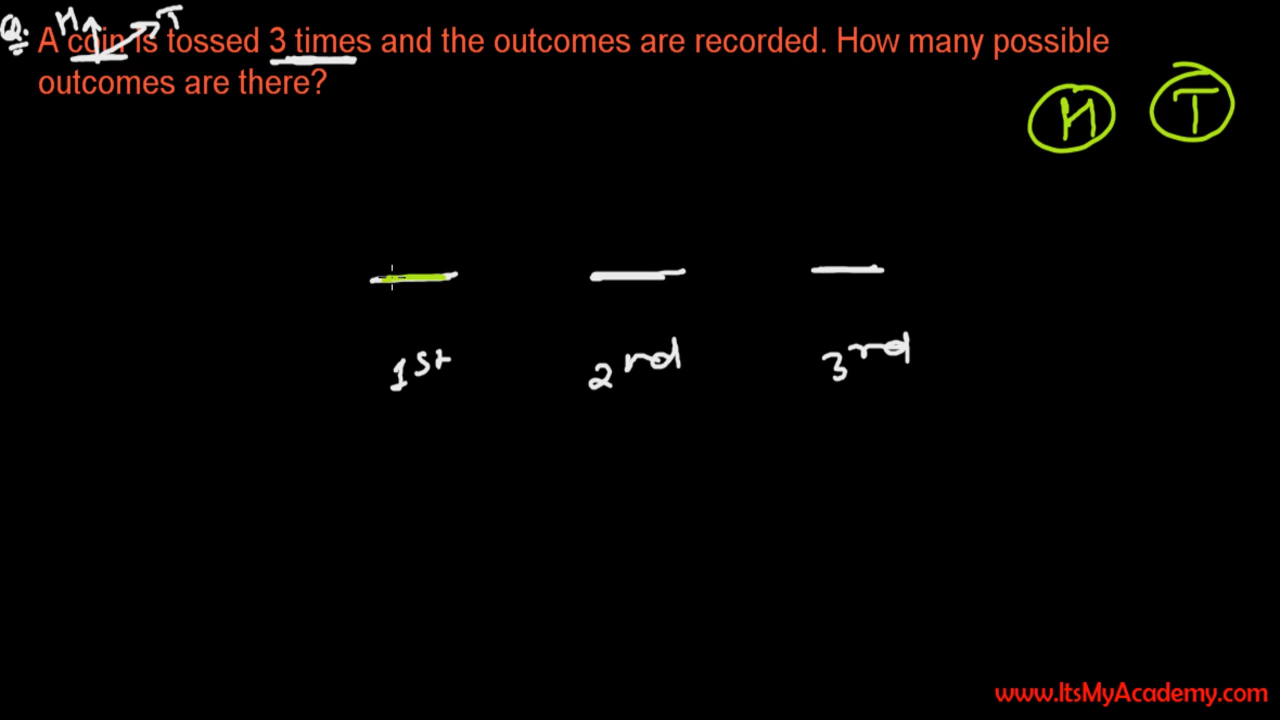 Q. H T
A coin is tossed 3 times and the outcomes are recorded. How many possible
outcomes are there?
H T
1st 2nd 3rd
www.ItsMyAcademy.com